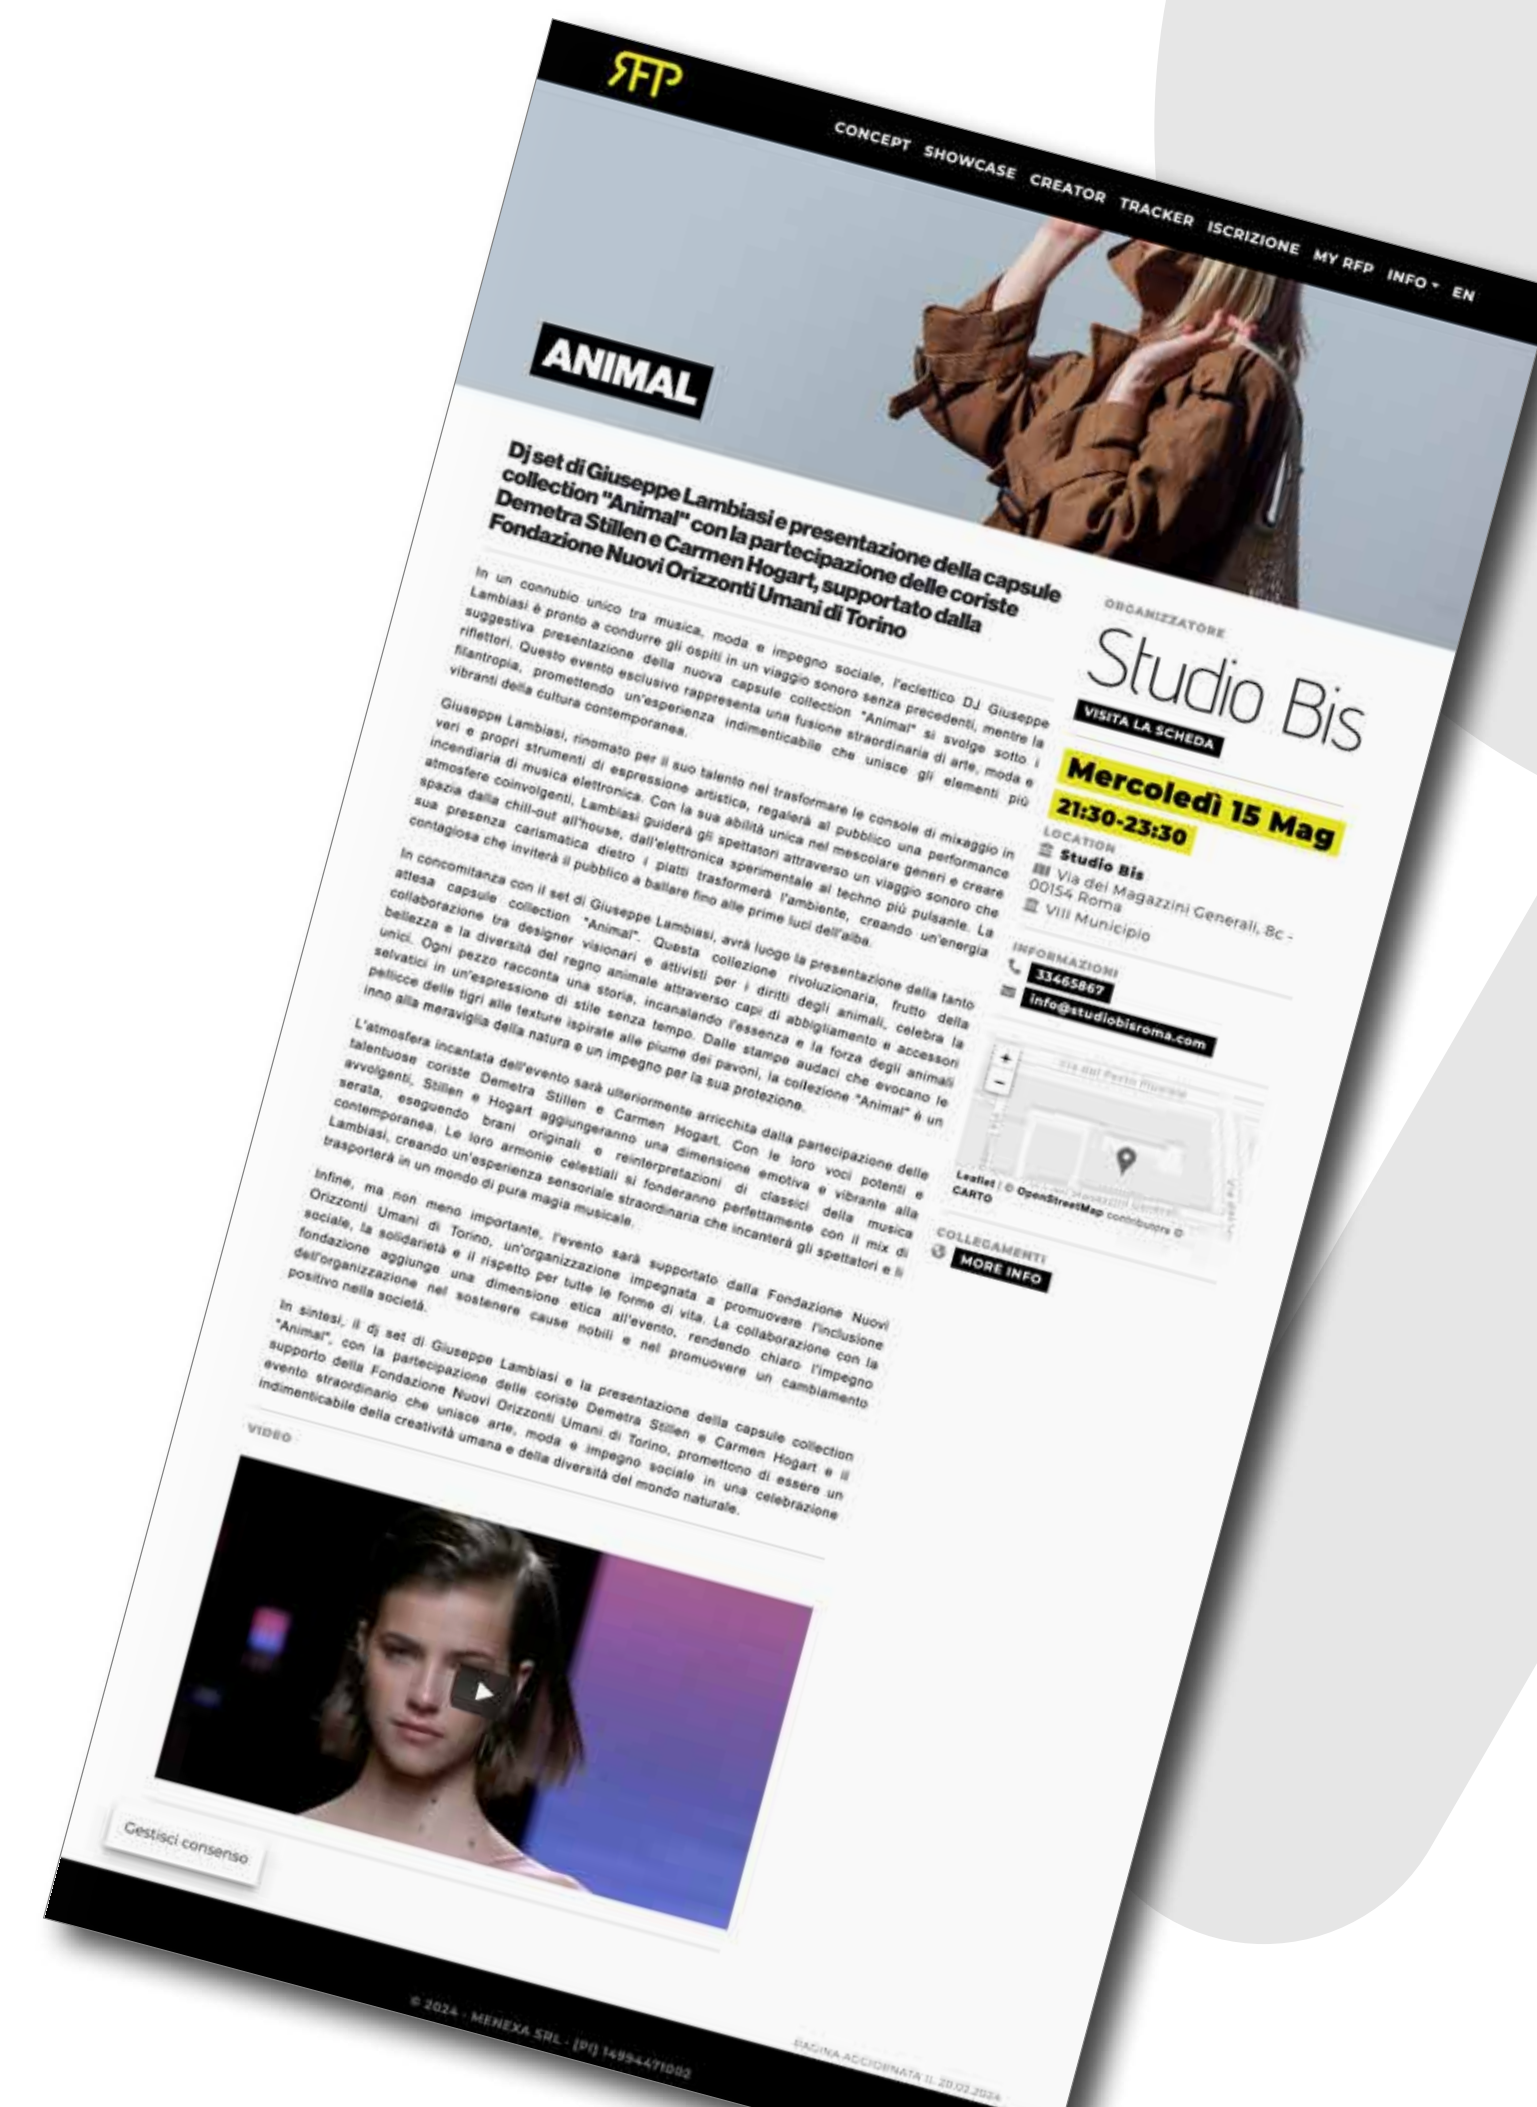 RFP
CONCEPT SHOWCASE CREATOR TRACKER ISCRIZIONE MY RFP INFO EN
ANIMAL
Dj set di Giuseppe Lambiasi e presentazione della capsule
collection "Animal" con la partecipazione delle coriste
Demetra Stillen e Carmen Hogart, supportato dalla
Fondazione Nuovi Orizzonti Umani di Torino
In un connubio unico tra musica, moda e impegno sociale, l'eclettico DJ Giuseppe
Lambiasi è pronto a condurre gli ospiti in un viaggio sonoro senza precedenti, mentre la
suggestiva presentazione della nuova capsule collection "Animal" si svolge sotto i
riflettori. Questo evento esclusivo rappresenta una fusione straordinaria di arte, moda e
filantropia, promettendo un'esperienza indimenticabile che unisce gli elementi più
vibranti della cultura contemporanea.
Giuseppe Lambiasi, rinomato per il suo talento nel trasformare le console di mixaggio in
veri e propri strumenti di espressione artistica, regalerà al pubblico una performance
incendiaria di musica elettronica. Con la sua abilità unica nel mescolare generi e creare
atmosfere coinvolgenti, Lambiasi guiderà gli spettatori attraverso un viaggio sonoro che
spazia dalla chill-out all'house, dall'elettronica sperimentale al techno più pulsante. La
sua presenza carismatica dietro i piatti trasformerà l'ambiente, creando un'energia
contagiosa che inviterà il pubblico a ballare fino alle prime luci dell'alba.
In concomitanza con il set di Giuseppe Lambiasi, avrà luogo la presentazione della tanto
attesa capsule collection "Animal". Questa collezione rivoluzionaria, frutto della
collaborazione tra designer visionari e attivisti per i diritti degli animali, celebra la
bellezza e la diversità del regno animale attraverso capi di abbigliamento e accessori
unici. Ogni pezzo racconta una storia, incanalando l'essenza e la forza degli animali
selvatici in un'espressione di stile senza tempo. Dalle stampe audaci che evocano le
pellicce delle tigri alle texture ispirate alle piume dei pavoni, la collezione "Animal" è un
inno alla meraviglia della natura e un impegno per la sua protezione.
L'atmosfera incantata dell'evento sarà ulteriormente arricchita dalla partecipazione delle
talentuose coriste Demetra Stillen e Carmen Hogart. Con le loro voci potenti e
avvolgenti, Stillen e Hogart aggiungeranno una dimensione emotiva e vibrante alla
serata, eseguendo brani originali e reinterpretazioni di classici della musica
contemporanea. Le loro armonie celestiali si fonderanno perfettamente con il mix di
Lambiasi, creando un'esperienza sensoriale straordinaria che incanterà gli spettatori e li
trasporterà in un mondo di pura magia musicale.
Infine, ma non meno importante, l'evento sarà supportato dalla Fondazione Nuovi
Orizzonti Umani di Torino, un'organizzazione impegnata a promuovere l'inclusione
sociale, la solidarietà e il rispetto per tutte le forme di vita. La collaborazione con la
fondazione aggiunge una dimensione etica all'evento, rendendo chiaro l'impegno
dell'organizzazione nel sostenere cause nobili e nel promuovere un cambiamento
positivo nella società.
In sintesi, il dj set di Giuseppe Lambiasi e la presentazione della capsule collection
"Animal", con la partecipazione delle coriste Demetra Stillen e Carmen Hogart e il
supporto della Fondazione Nuovi Orizzonti Umani di Torino, promettono di essere un
evento straordinario che unisce arte, moda e impegno sociale in una celebrazione
indimenticabile della creatività umana e della diversità del mondo naturale.
VIDEO
ORGANIZZATORE
Studio Bis
VISITA LA SCHEDA
Mercoledì 15 Mag
21:30-23:30
LOCATION
Studio Bis
Via dei Magazzini Generali, 8c -
00154 Roma
VIII Municipio
INFORMAZIONI
33465867
info@studiobisroma.com
+
−
Via del Porto Fluviale
Leaflet | © OpenStreetMap contributors ©
CARTO
COLLEGAMENTI
MORE INFO
Gestisci consenso
© 2024 - MENEXA SRL - (PI) 14994471002
PAGINA AGGIORNATA IL 20.02.2024